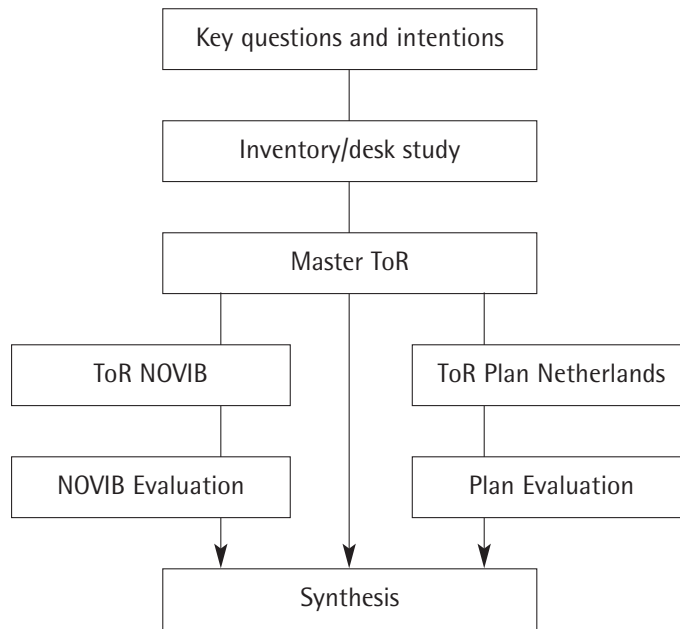 Key questions and intentions
Inventory/desk study
Master ToR
ToR NOVIB
ToR Plan Netherlands
NOVIB Evaluation
Plan Evaluation
Synthesis